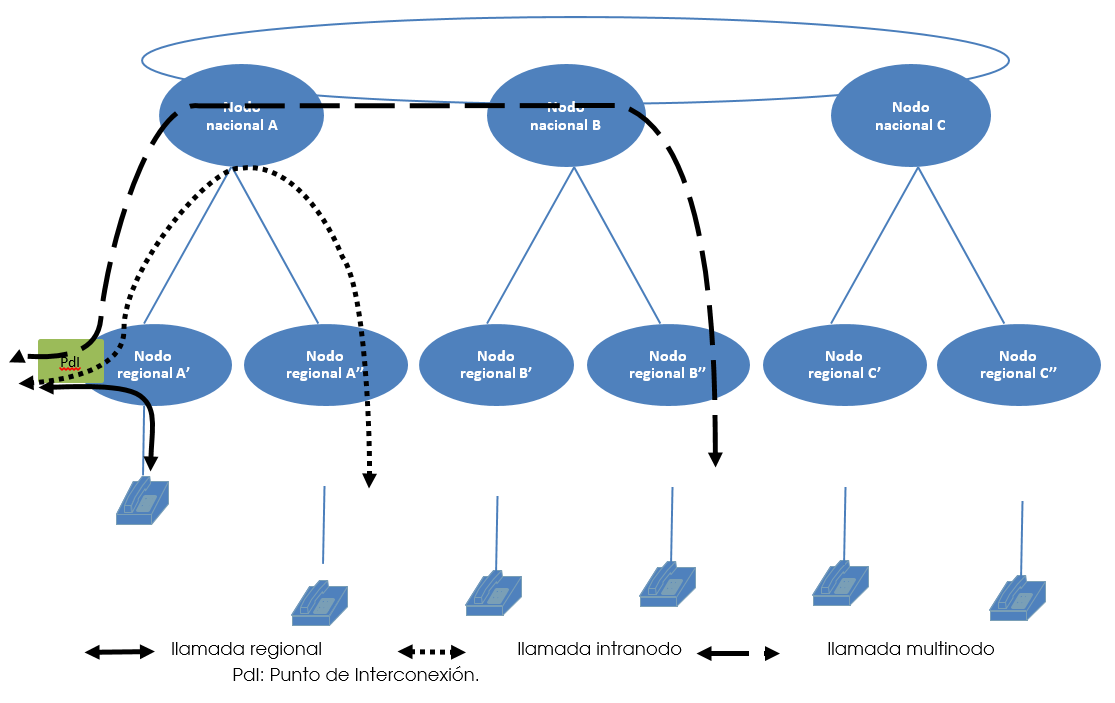 Nodo
nacional A
Nodo
nacional B
Nodo
nacional C
PdI
Nodo
regional A’
Nodo
regional A’’
Nodo
regional B’
Nodo
regional B’’
Nodo
regional C’
Nodo
regional C’’
llamada regional
llamada intranodo
llamada multinodo
PdI: Punto de Interconexión.